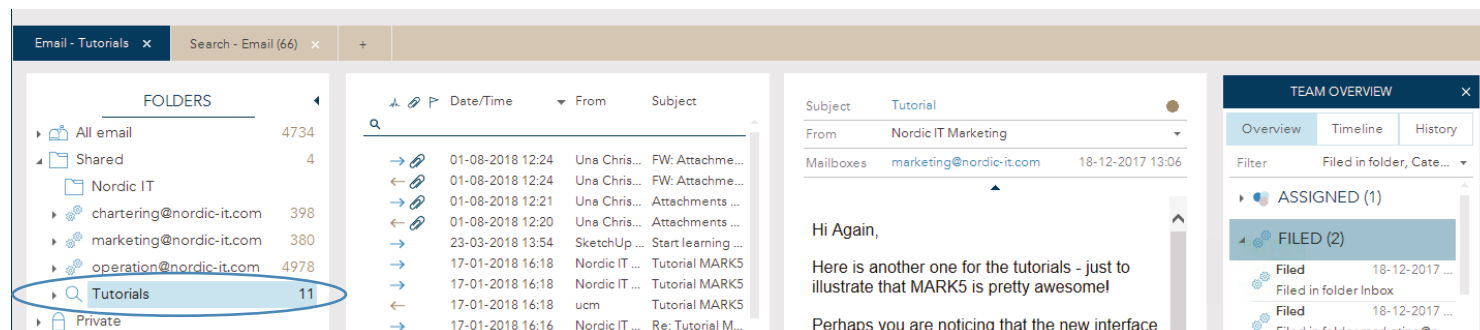 Email - Tutorials ×
Search - Email (66) ×
+
FOLDERS
All email 4734
Shared 4
Nordic IT
chartering@nordic-it.com 398
marketing@nordic-it.com 380
operation@nordic-it.com 4978
Tutorials 11
Private
Date/Time From Subject
01-08-2018 12:24 Una Chris... FW: Attachme...
01-08-2018 12:24 Una Chris... FW: Attachme...
01-08-2018 12:21 Una Chris... Attachments ...
01-08-2018 12:20 Una Chris... Attachments ...
23-03-2018 13:54 SketchUp ... Start learning ...
17-01-2018 16:18 Nordic IT ... Tutorial MARK5
17-01-2018 16:18 Nordic IT ... Tutorial MARK5
17-01-2018 16:18 ucm Tutorial MARK5
17-01-2018 16:16 Nordic IT ... Re: Tutorial M...
Subject Tutorial
From Nordic IT Marketing
Mailboxes marketing@nordic-it.com 18-12-2017 13:06
Hi Again,
Here is another one for the tutorials - just to
illustrate that MARK5 is pretty awesome!
Perhaps you are noticing that the new interface
TEAM OVERVIEW ×
Overview Timeline History
Filter Filed in folder, Cate...
ASSIGNED (1)
FILED (2)
Filed 18-12-2017 ...
Filed in folder Inbox
Filed 18-12-2017 ...